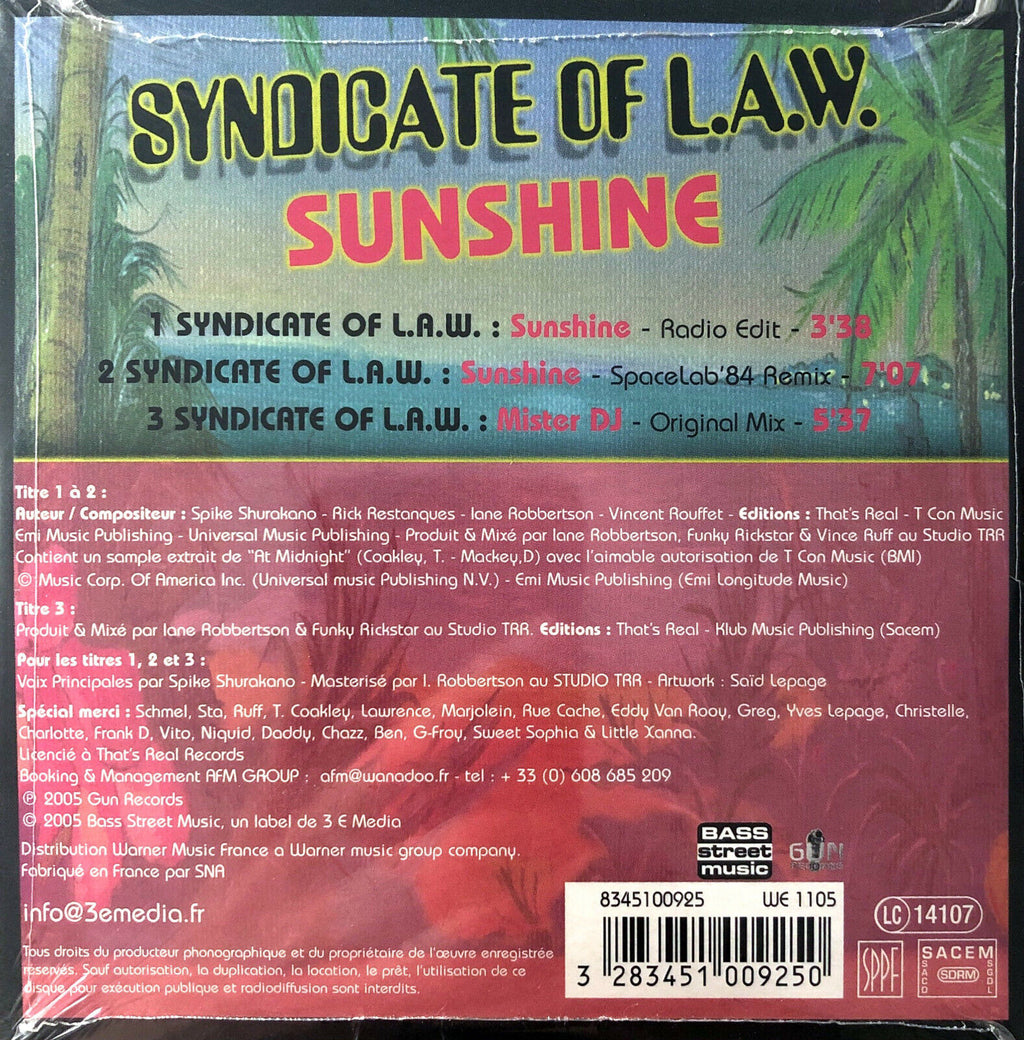 SYNDICATE OF L.A.W.
SUNSHINE
1 SYNDICATE OF L.A.W. : Sunshine - Radio Edit - 3'38
2 SYNDICATE OF L.A.W. : Sunshine - SpaceLab'84 Remix - 7'07
3 SYNDICATE OF L.A.W. : Mister DJ - Original Mix - 5'37
Titre 1 à 2 :
Auteur / Compositeur : Spike Shurakano - Rick Restanques - Iane Robbertson - Vincent Rouffet - Editions : That's Real - T Con Music
Emi Music Publishing - Universal Music Publishing - Produit & Mixé par Iane Robbertson, Funky Rickstar & Vince Ruff au Studio TRR
Contient un sample extrait de "At Midnight" (Coakley, T. - Mackey,D) avec l'aimable autorisation de T Con Music (BMI)
© Music Corp. Of America Inc. (Universal music Publishing N.V.) - Emi Music Publishing (Emi Longitude Music)
Titre 3 :
Produit & Mixé par Iane Robbertson & Funky Rickstar au Studio TRR. Editions : That's Real - Klub Music Publishing (Sacem)
Pour les titres 1, 2 et 3 :
Voix Principales par Spike Shurakano - Masterisé par I. Robbertson au STUDIO TRR - Artwork : Saïd Lepage
Spécial merci : Schmel, Sta, Ruff, T. Coakley, Lawrence, Marjolein, Rue Cache, Eddy Van Rooy, Greg, Yves Lepage, Christelle,
Charlotte, Frank D, Vito, Niquid, Daddy, Chazz, Ben, G-Froy, Sweet Sophia & Little Xanna.
Licencié à That's Real Records
Booking & Management AFM GROUP : afm@wanadoo.fr - tel : + 33 (0) 608 685 209
℗ 2005 Gun Records
© 2005 Bass Street Music, un label de 3 E Media
Distribution Warner Music France a Warner music group company.
Fabriqué en France par SNA
BASS
street
music
GUN
RECORDS
info@3emedia.fr
8345100925 WE 1105
3 283451 009250
LC 14107
SPPF
SACEM
SACD
SDRM
SGDL
Tous droits du producteur phonographique et du propriétaire de l'œuvre enregistrée
réservés. Sauf autorisation, la duplication, la location, le prêt, l'utilisation de ce
disque pour exécution publique et radiodiffusion sont interdits.